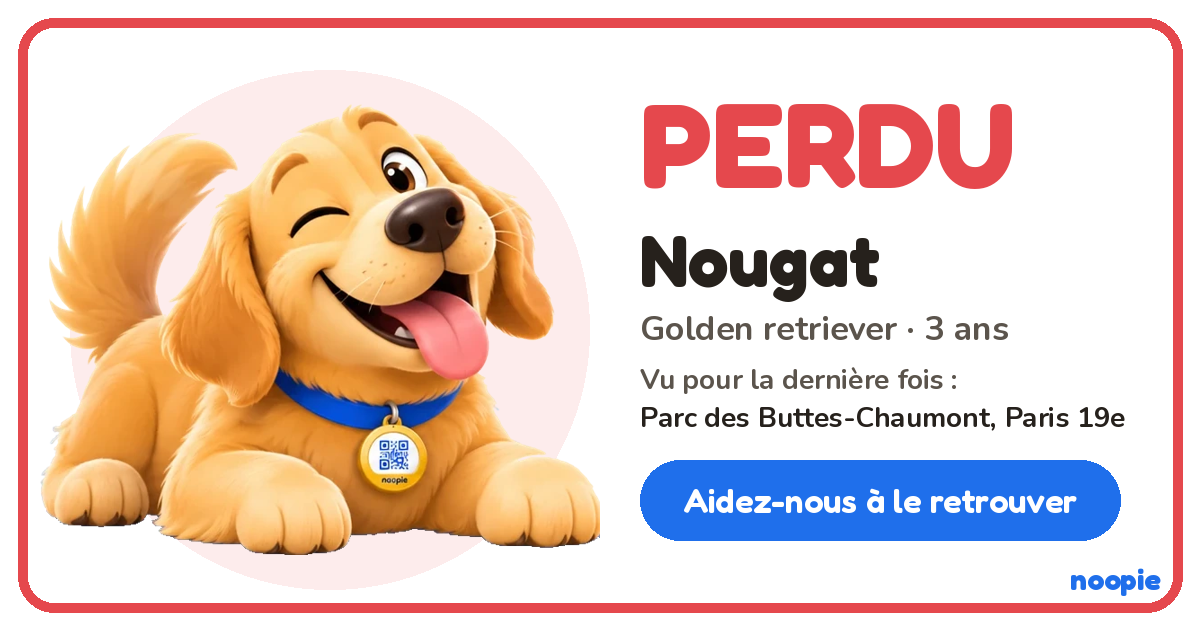 PERDU
Nougat
Golden retriever · 3 ans
Vu pour la dernière fois :
Parc des Buttes-Chaumont, Paris 19e
Aidez-nous à le retrouver
noopie
noopie